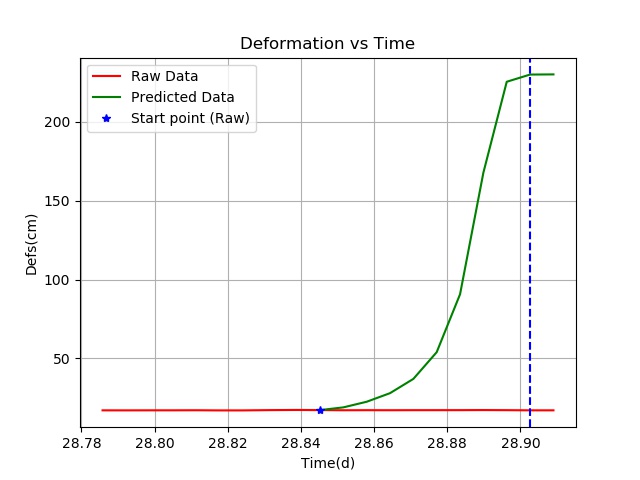 Deformation vs Time
Raw Data
Predicted Data
Start point (Raw)
200
150
100
50
Defs(cm)
28.78 28.80 28.82 28.84 28.86 28.88 28.90
Time(d)